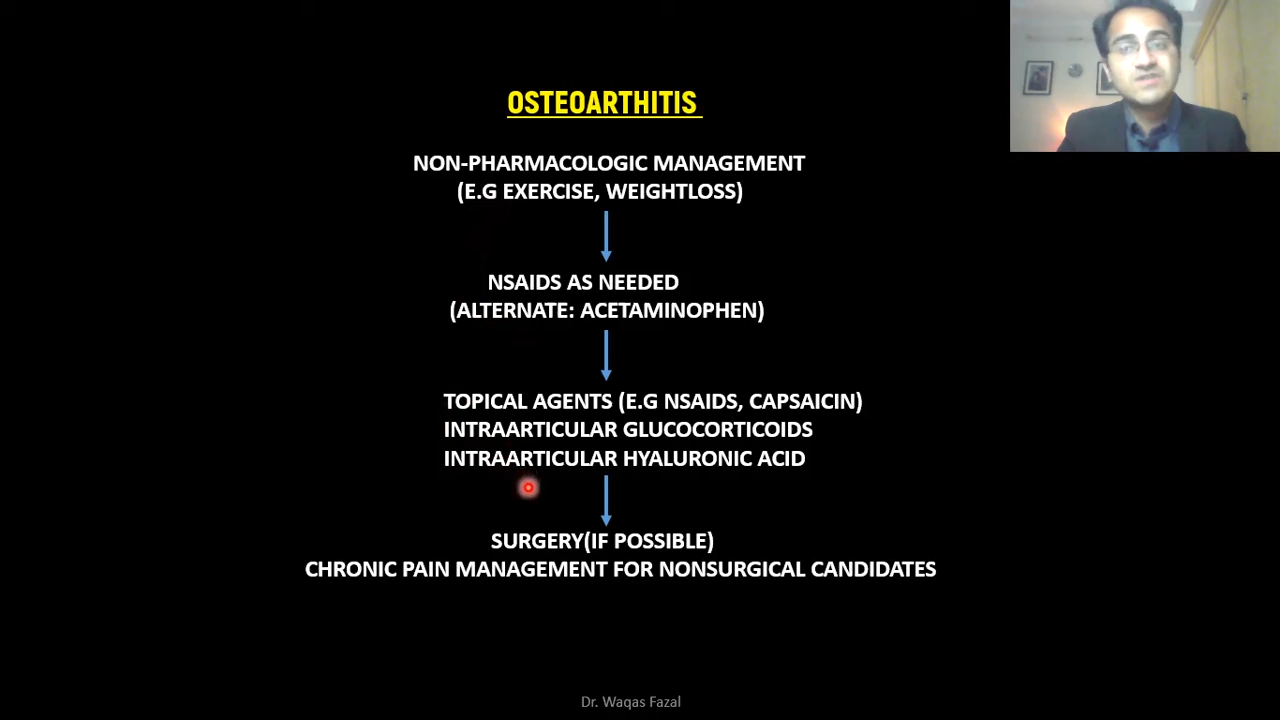 OSTEOARTHITIS
NON-PHARMACOLOGIC MANAGEMENT
(E.G EXERCISE, WEIGHTLOSS)
NSAIDS AS NEEDED
(ALTERNATE: ACETAMINOPHEN)
TOPICAL AGENTS (E.G NSAIDS, CAPSAICIN)
INTRAARTICULAR GLUCOCORTICOIDS
INTRAARTICULAR HYALURONIC ACID
SURGERY(IF POSSIBLE)
CHRONIC PAIN MANAGEMENT FOR NONSURGICAL CANDIDATES
Dr. Waqas Fazal